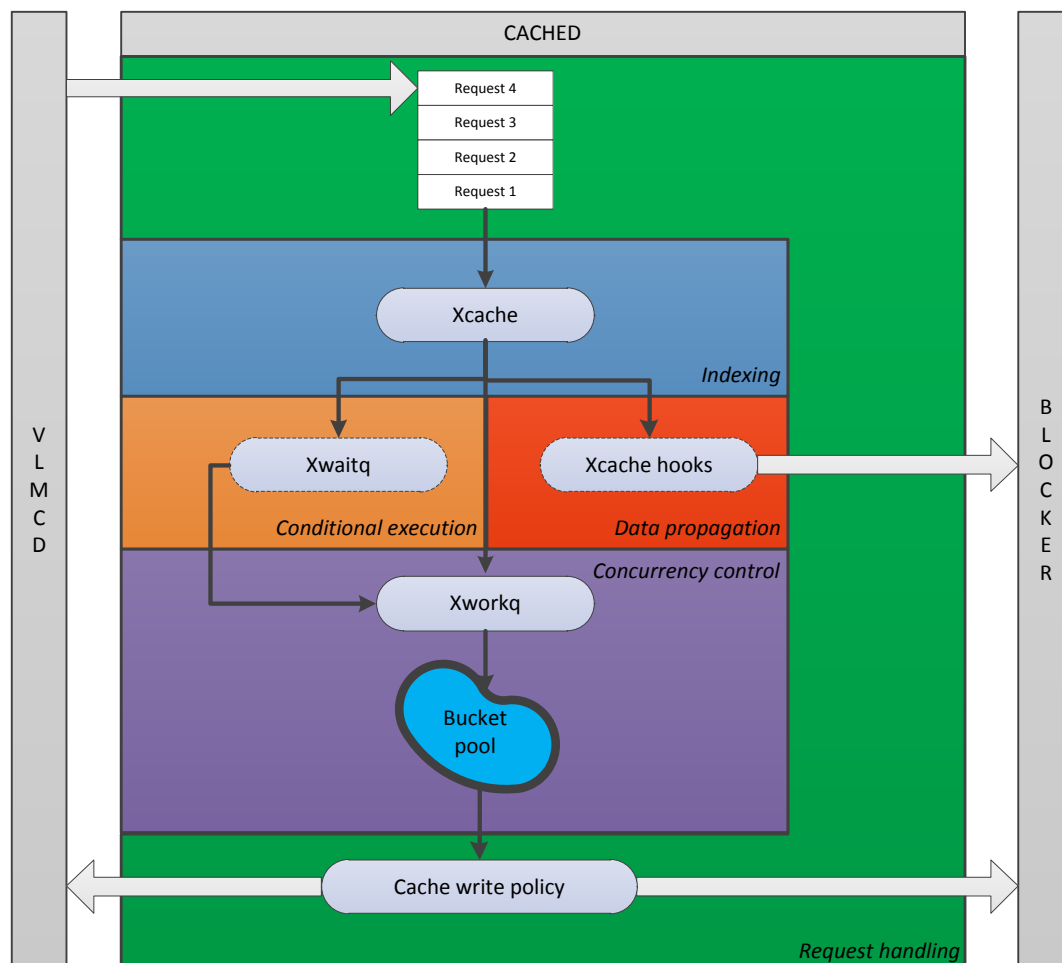 CACHED
Request 4
Request 3
Request 2
Request 1
Xcache
Indexing
V
L
M
C
D
B
L
O
C
K
E
R
Xwaitq
Xcache hooks
Conditional execution
Data propagation
Concurrency control
Xworkq
Bucket
pool
Cache write policy
Request handling